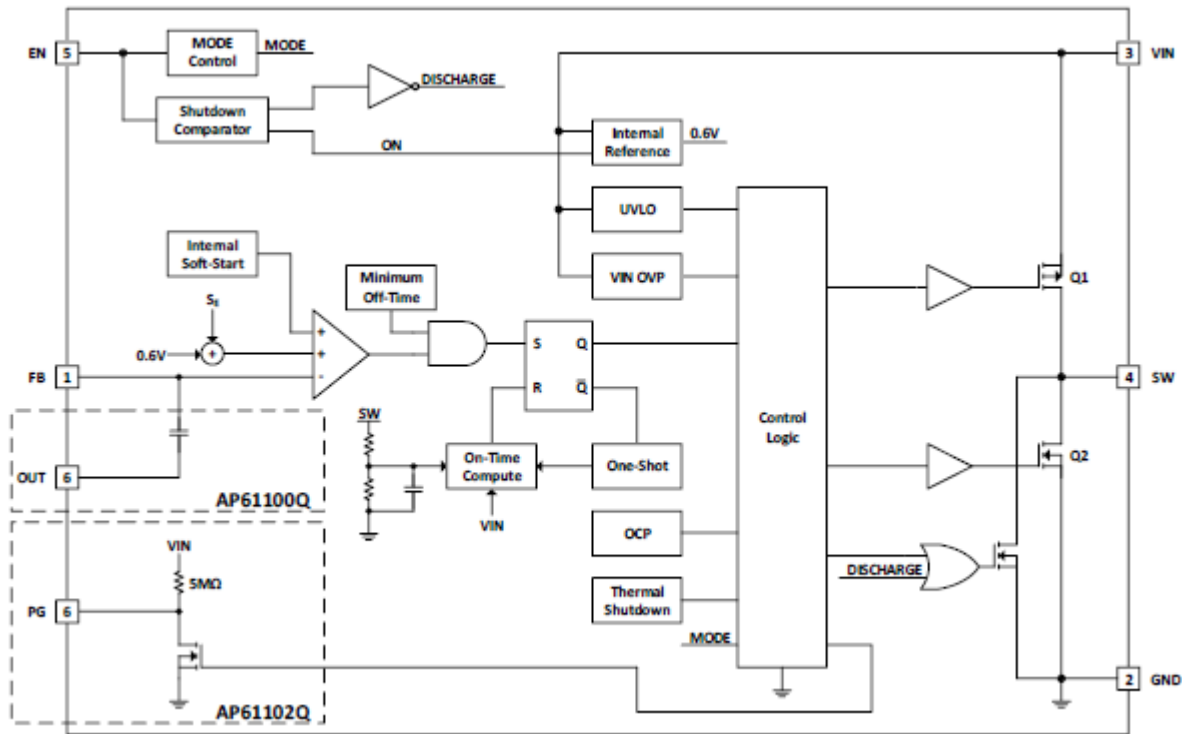 EN
5
MODE
Control
MODE
3
VIN
DISCHARGE
Shutdown
Comparator
ON
Internal
Reference
0.6V
UVLO
Internal
Soft-Start
VIN OVP
Minimum
Off-Time
Q1
+
+
-
0.6V
+
S
Q
R
Q̅
FB
1
4
SW
SW
Control
Logic
On-Time
Compute
One-Shot
Q2
OUT
6
AP61100Q
VIN
OCP
VIN
5MΩ
DISCHARGE
Thermal
Shutdown
PG
6
MODE
2
GND
AP61102Q